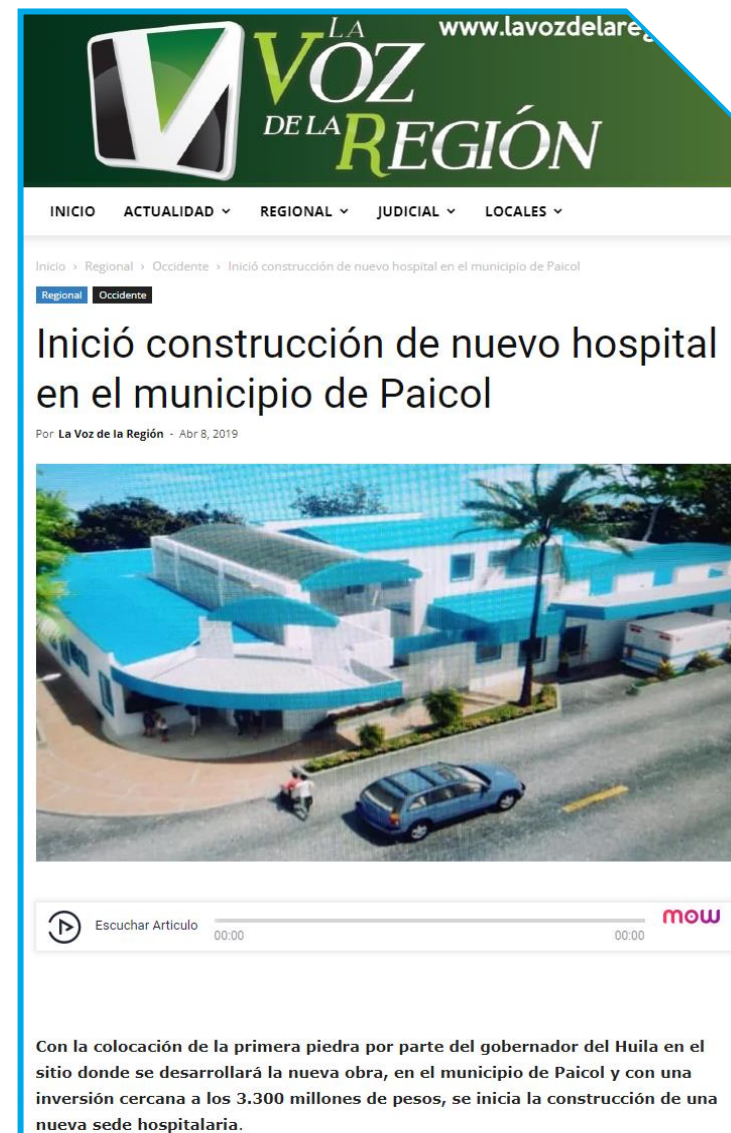 www.lavozdelareg
LA
VOZ
DE LA REGIÓN
INICIO ACTUALIDAD REGIONAL JUDICIAL LOCALES
Inicio › Regional › Occidente › Inició construcción de nuevo hospital en el municipio de Paicol
Regional Occidente
Inició construcción de nuevo hospital
en el municipio de Paicol
Por La Voz de la Región - Abr 8, 2019
Escuchar Articulo
00:00 00:00
mow
Con la colocación de la primera piedra por parte del gobernador del Huila en el
sitio donde se desarrollará la nueva obra, en el municipio de Paicol y con una
inversión cercana a los 3.300 millones de pesos, se inicia la construcción de una
nueva sede hospitalaria.